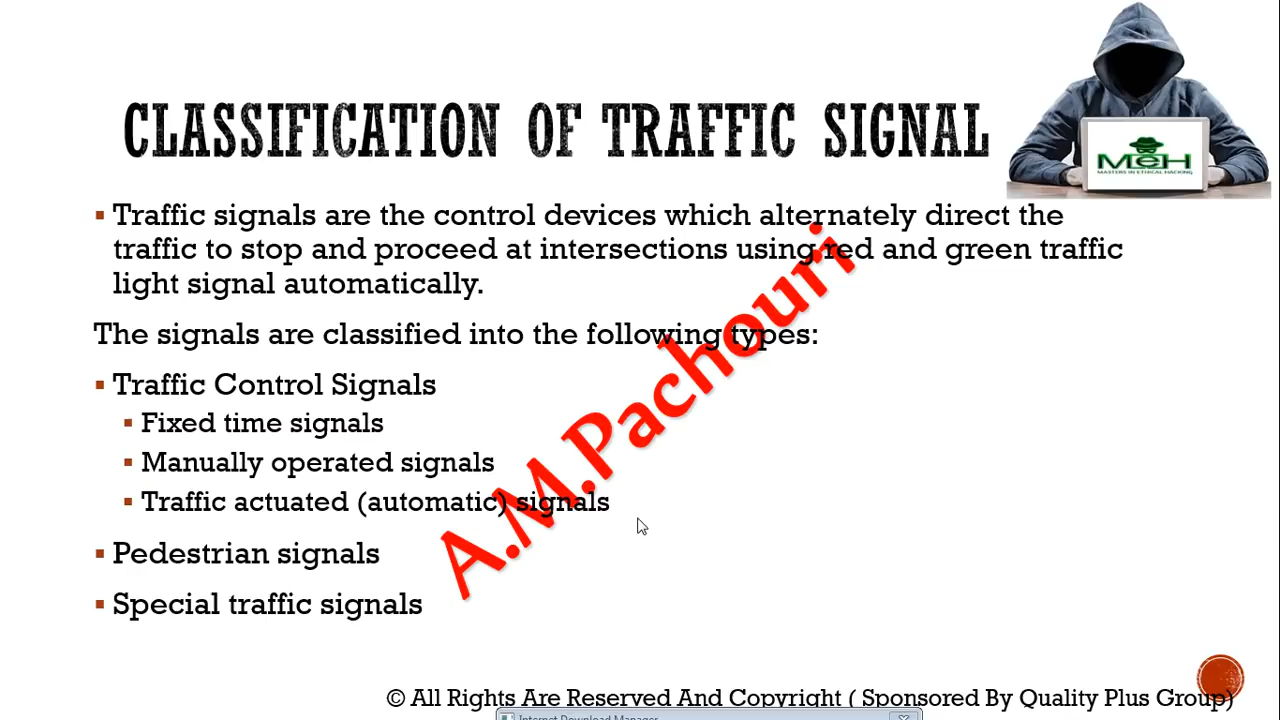 CLASSIFICATION OF TRAFFIC SIGNAL
MCH
MASTERS IN ETHICAL HACKING
Traffic signals are the control devices which alternately direct the
traffic to stop and proceed at intersections using red and green traffic
light signal automatically.
The signals are classified into the following types:
Traffic Control Signals
Fixed time signals
Manually operated signals
Traffic actuated (automatic) signals
Pedestrian signals
Special traffic signals
A.M.Pachouri
© All Rights Are Reserved And Copyright ( Sponsored By Quality Plus Group)
Internet Download Manager